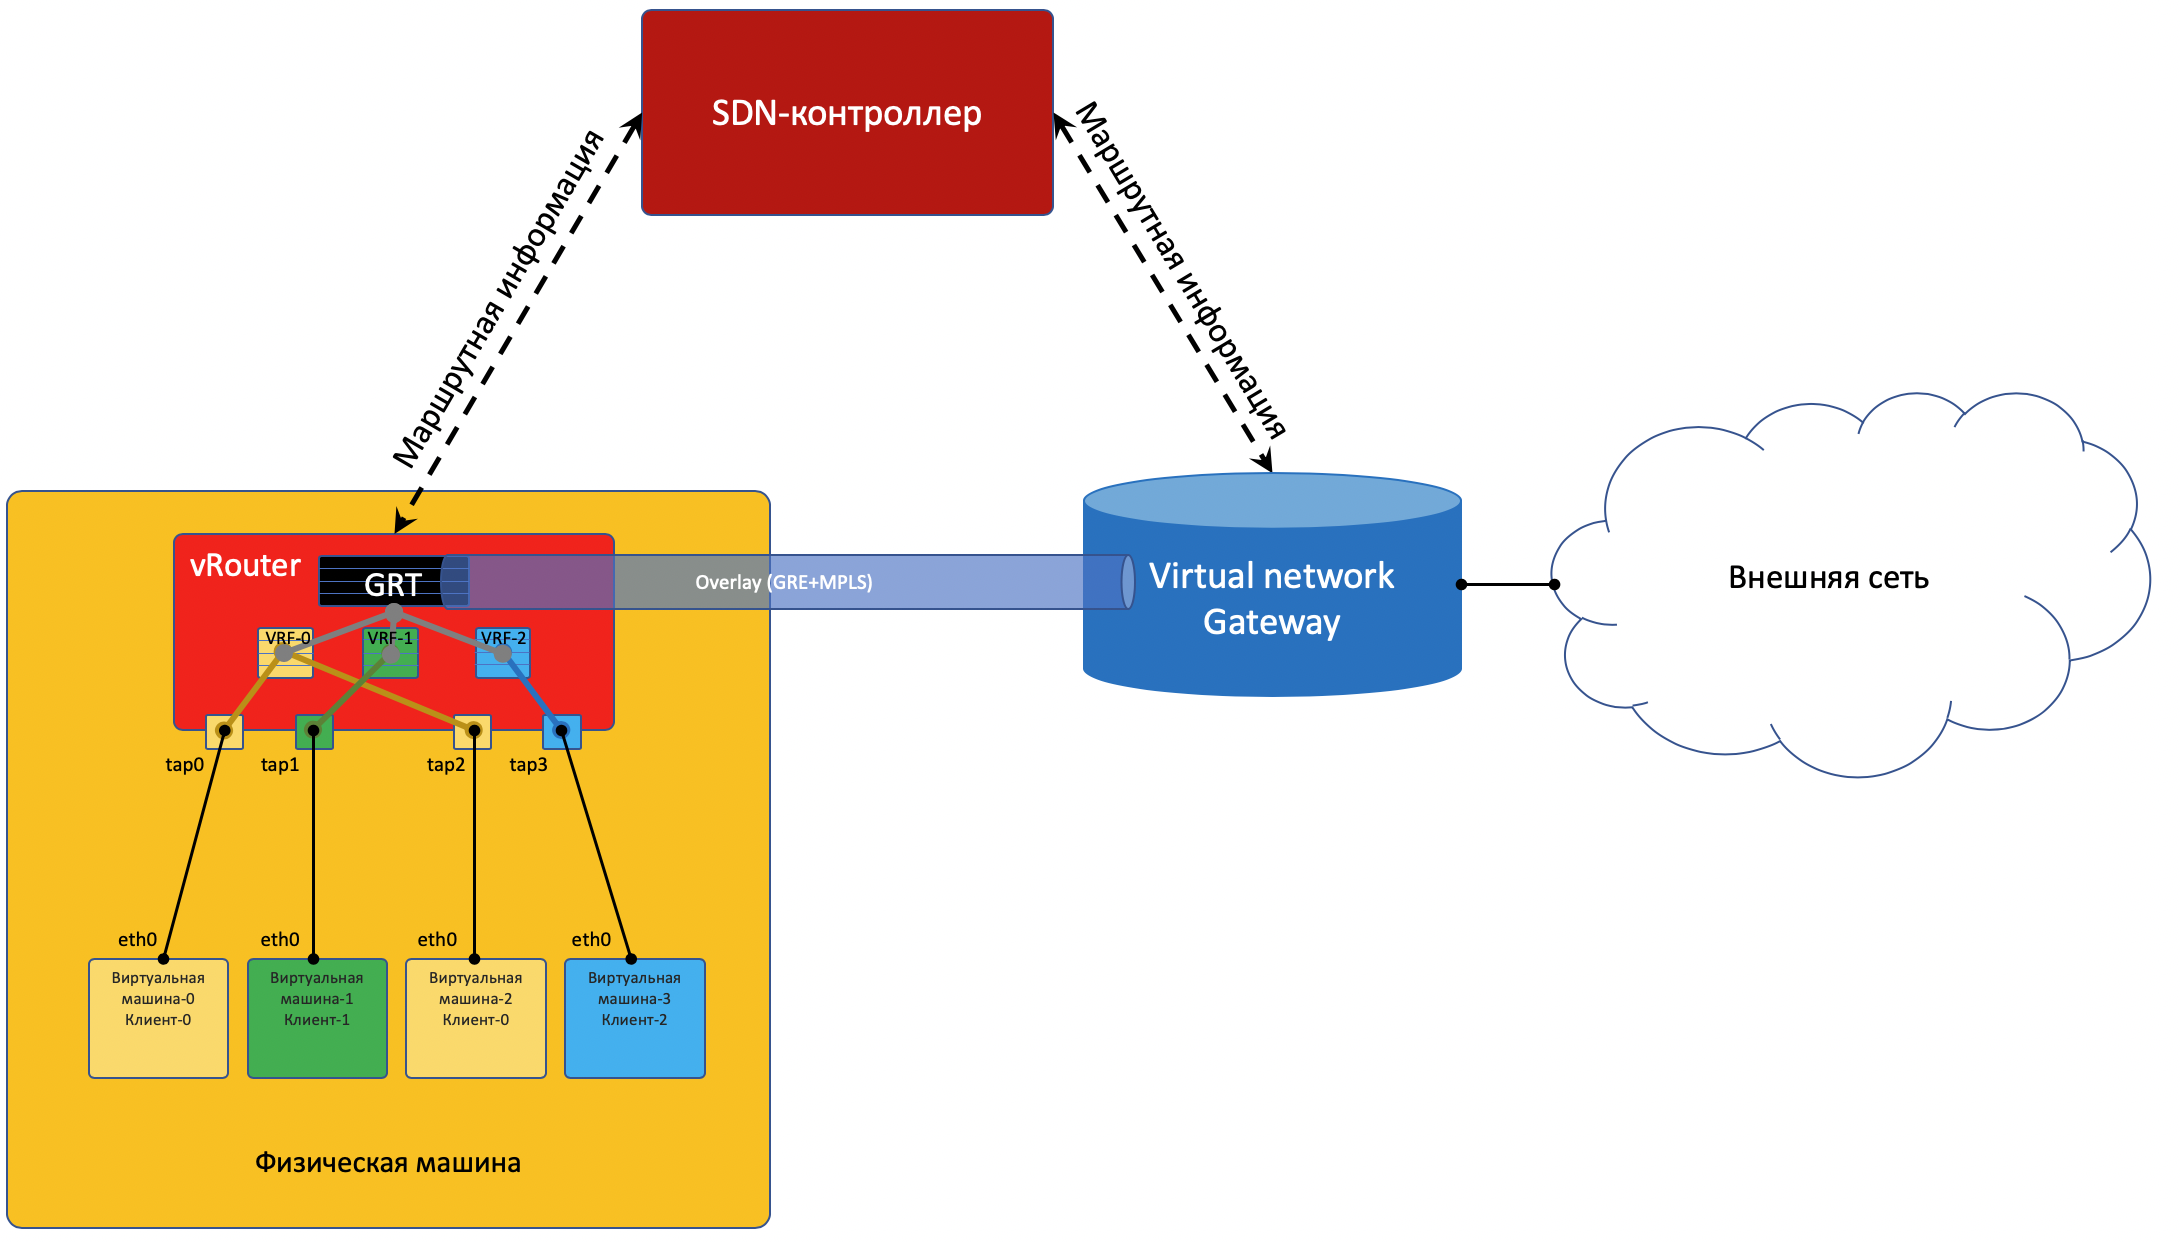 SDN-контроллер
Маршрутная информация
Маршрутная информация
vRouter
GRT
Overlay (GRE+MPLS)
Virtual network
Gateway
Внешняя сеть
VRF-0
VRF-1
VRF-2
tap0
tap1
tap2
tap3
eth0
eth0
eth0
eth0
Виртуальная
машина-0
Клиент-0
Виртуальная
машина-1
Клиент-1
Виртуальная
машина-2
Клиент-0
Виртуальная
машина-3
Клиент-2
Физическая машина